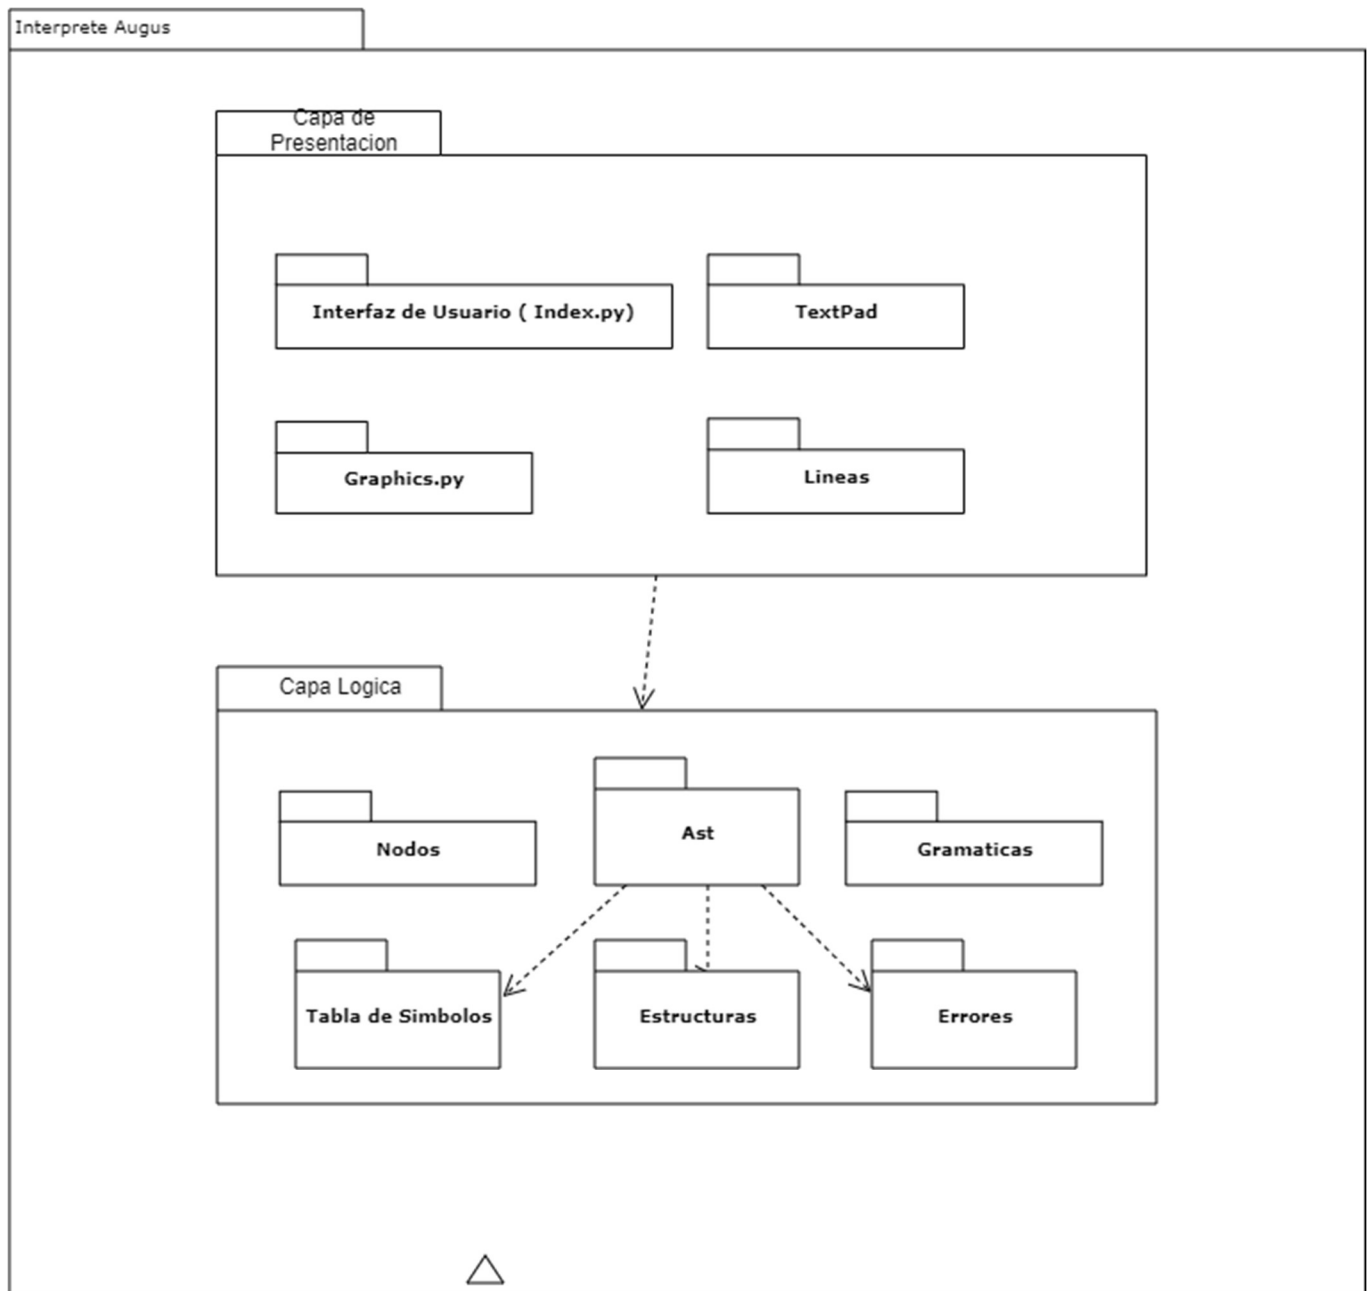 Interprete Augus
Capa de
Presentacion
Interfaz de Usuario ( Index.py)
TextPad
Graphics.py
Lineas
Capa Logica
Nodos
Ast
Gramaticas
Tabla de Simbolos
Estructuras
Errores